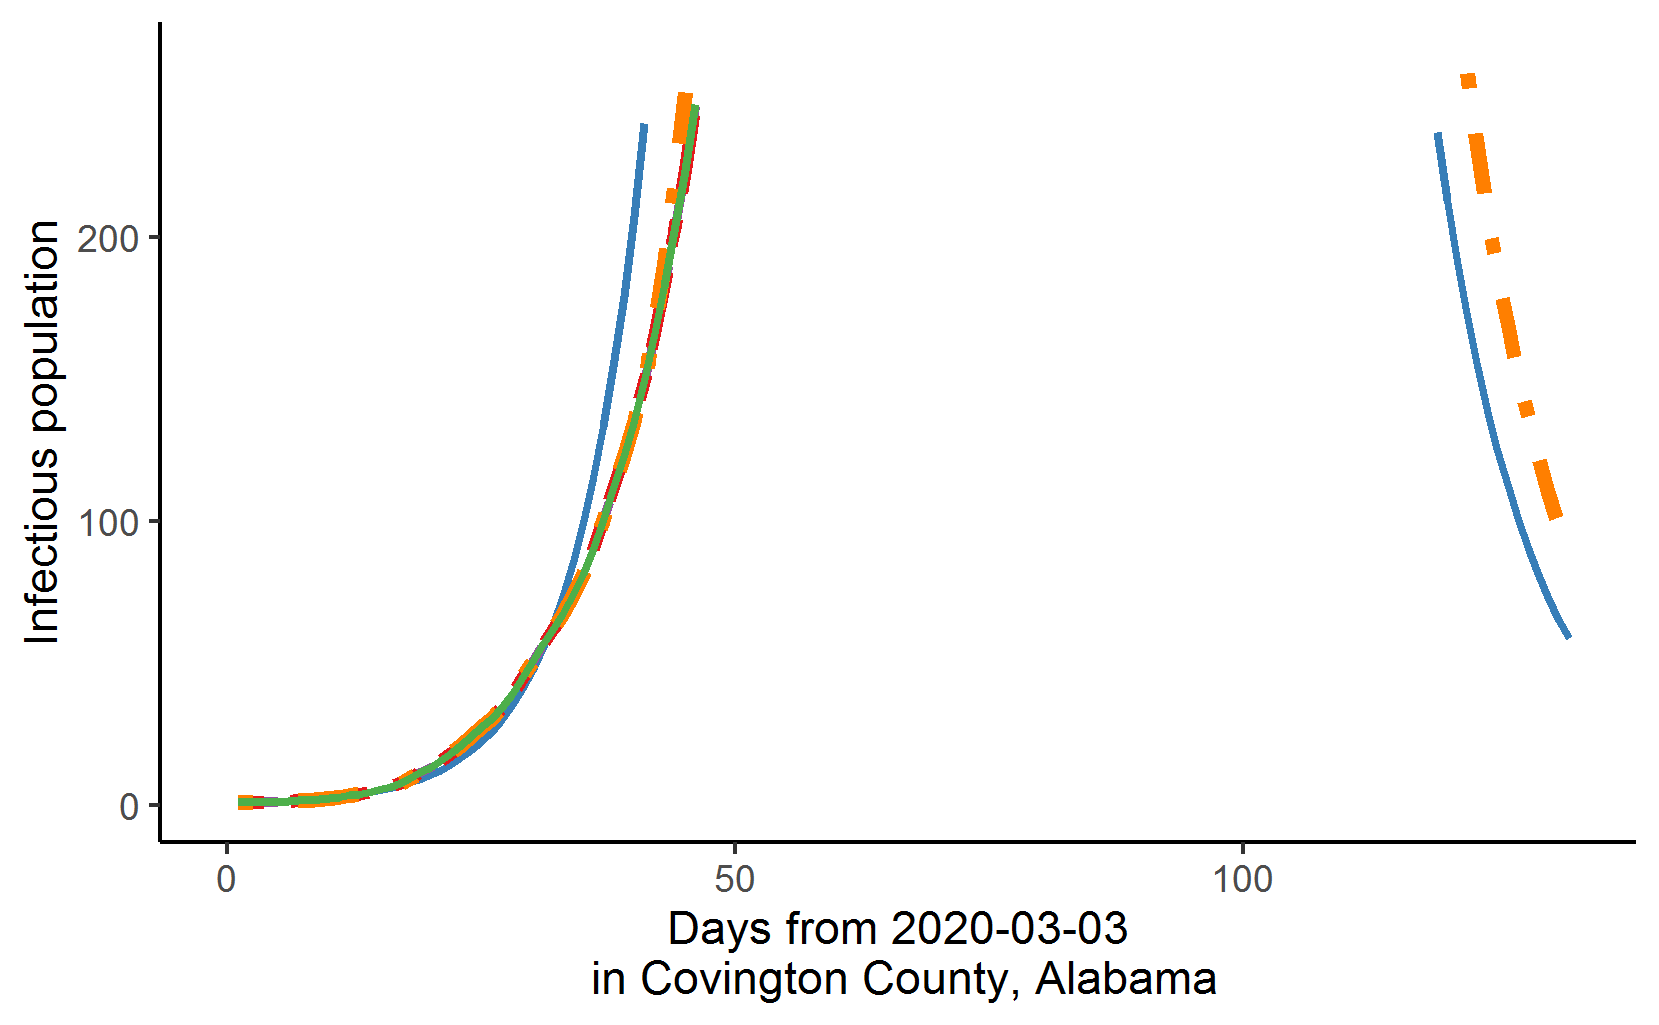 Infectious population
200
100
0
0
50
100
Days from 2020-03-03
in Covington County, Alabama